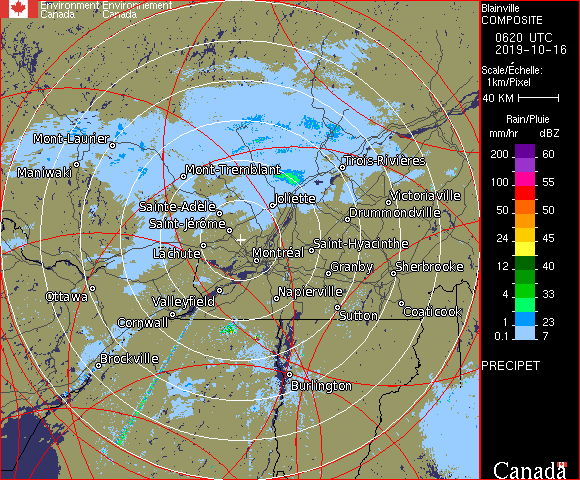 Environment Environnement
Canada Canada
Blainville
COMPOSITE
0620 UTC
2019-10-16
Scale/Échelle:
1km/Pixel
40 KM
Rain/Pluie
mm/hr dBZ
200 60
100 55
50 50
24 45
12 40
4 33
1 23
0.1 7
PRECIPET
Canada
Mont-Laurier
Maniwaki
Mont-Tremblant
Trois-Rivières
Sainte-Adèle
Joliette
Victoriaville
Saint-Jérôme
Drummondville
Lachute
Montréal
Saint-Hyacinthe
Granby
Sherbrooke
Ottawa
Valleyfield
Napierville
Cornwall
Sutton
Coaticook
Brockville
Burlington